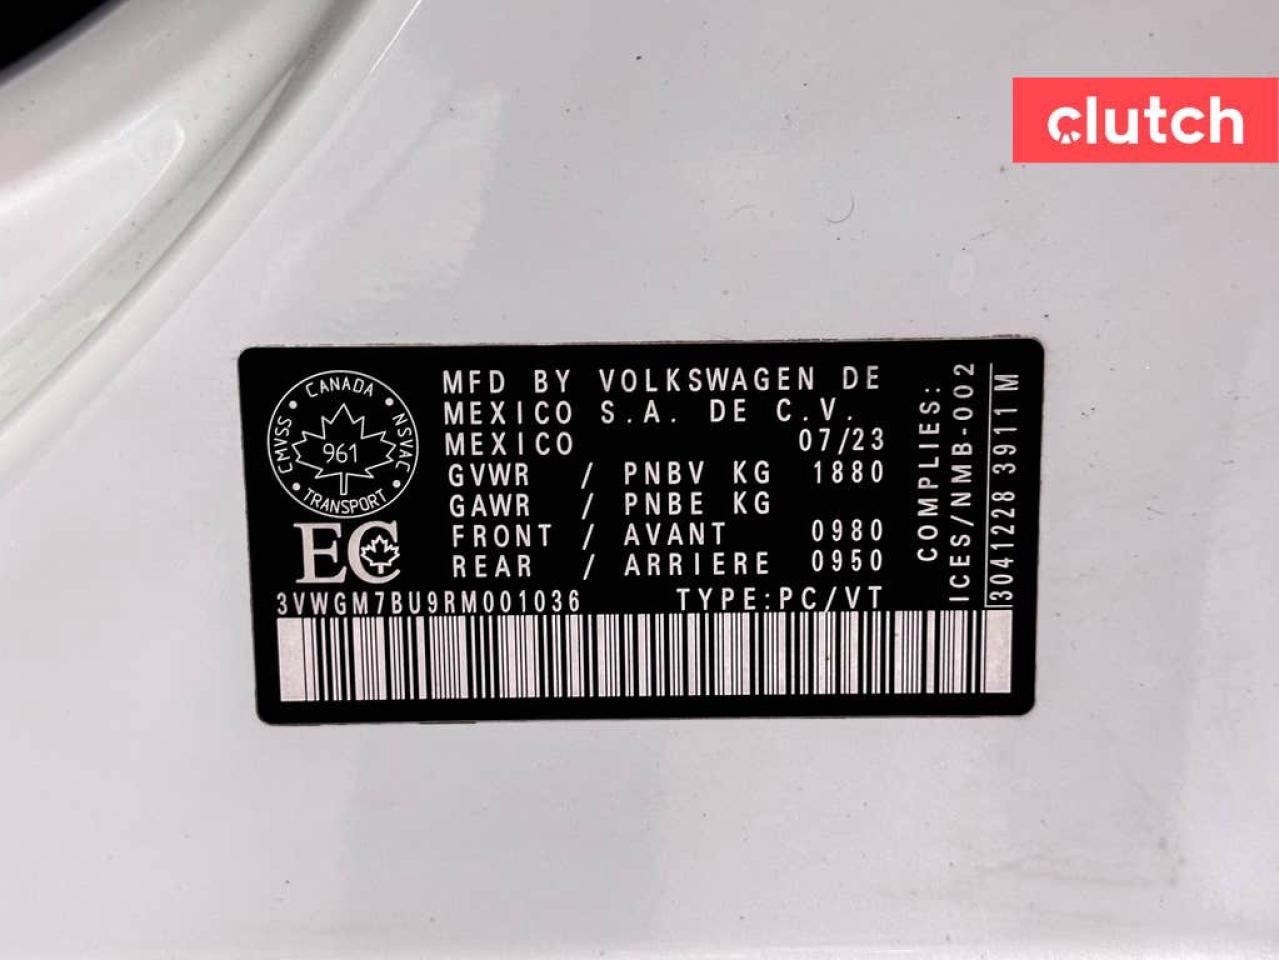 clutch
CANADA
CMVSS
NSVAC
961
TRANSPORT
EC
MFD BY VOLKSWAGEN DE
MEXICO S.A. DE C.V.
MEXICO 07/23
GVWR / PNBV KG 1880
GAWR / PNBE KG
FRONT / AVANT 0980
REAR / ARRIERE 0950
3VWGM7BU9RM001036 TYPE:PC/VT
COMPLIES:
ICES/NMB-002
3041228 3911 M